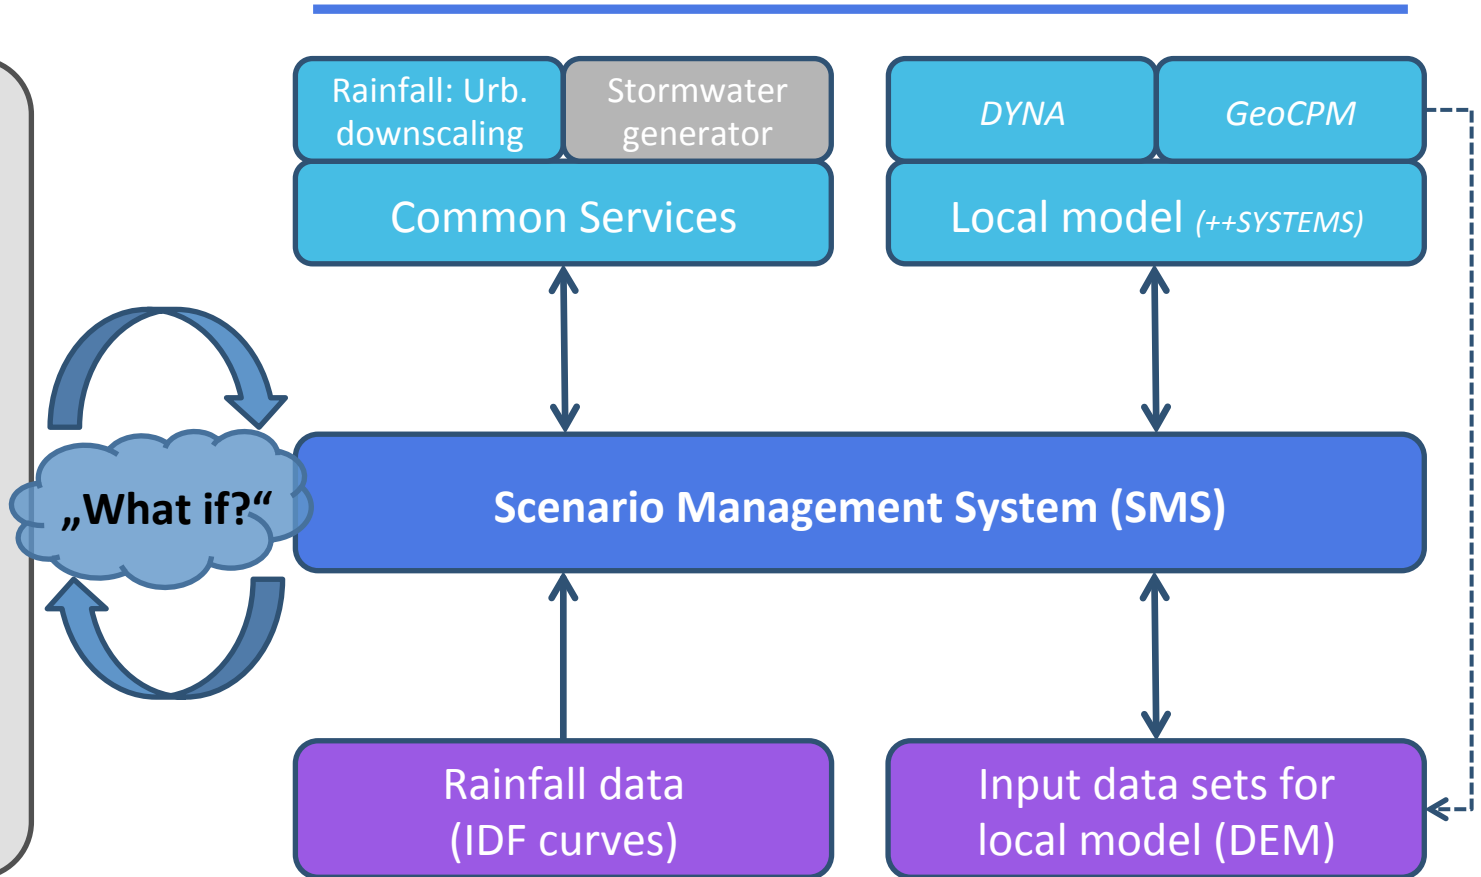 Rainfall: Urb.
downscaling
Stormwater
generator
DYNA
GeoCPM
Common Services
Local model (++SYSTEMS)
„What if?“
Scenario Management System (SMS)
Rainfall data
(IDF curves)
Input data sets for
local model (DEM)